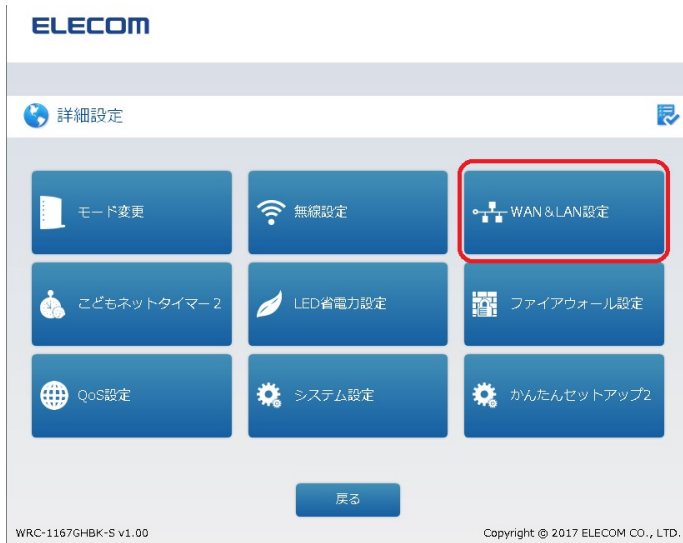 ELECOM
詳細設定
モード変更
無線設定
WAN&LAN設定
こどもネットタイマー2
LED省電力設定
ファイアウォール設定
QoS設定
システム設定
かんたんセットアップ2
戻る
WRC-1167GHBK-S v1.00
Copyright © 2017 ELECOM CO., LTD.